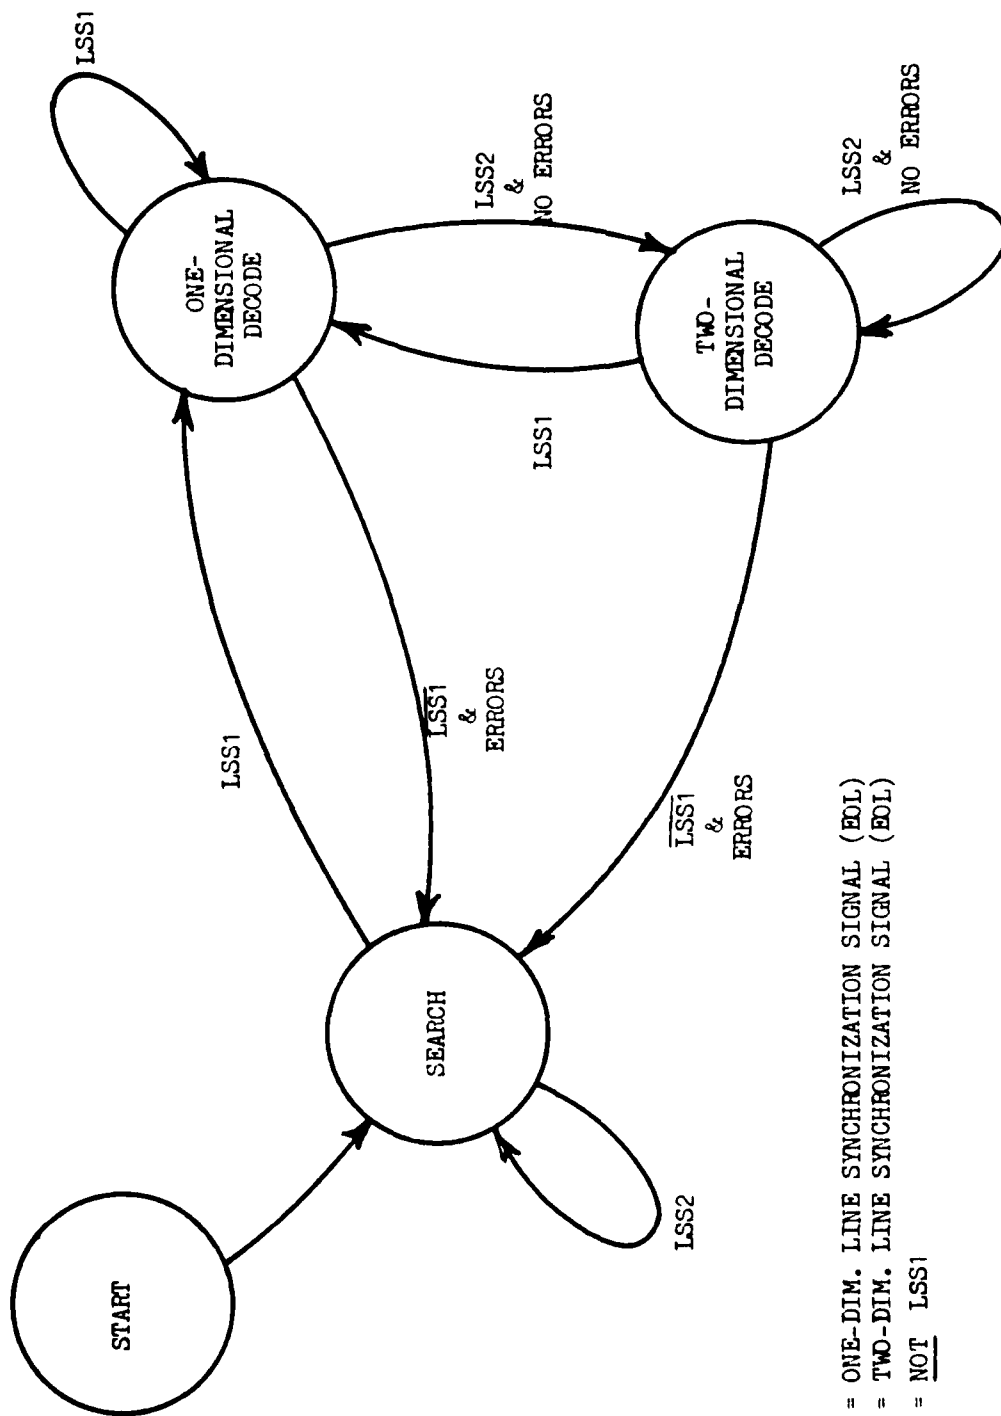 START
SEARCH
LSS2
LSS1
LSS1
&
ERRORS
LSS1
&
ERRORS
ONE-
DIMENSIONAL
DECODE
LSS1
LSS2
&
NO ERRORS
LSS1
TWO-
DIMENSIONAL
DECODE
LSS2
&
NO ERRORS
= ONE-DIM. LINE SYNCHRONIZATION SIGNAL (EOL)
= TWO-DIM. LINE SYNCHRONIZATION SIGNAL (EOL)
= NOT LSS1